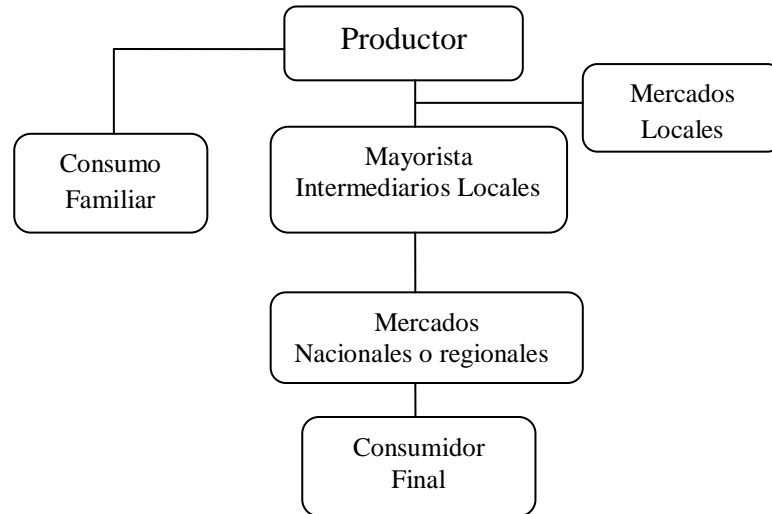 Productor
Mercados
Locales
Consumo
Familiar
Mayorista
Intermediarios Locales
Mercados
Nacionales o regionales
Consumidor
Final